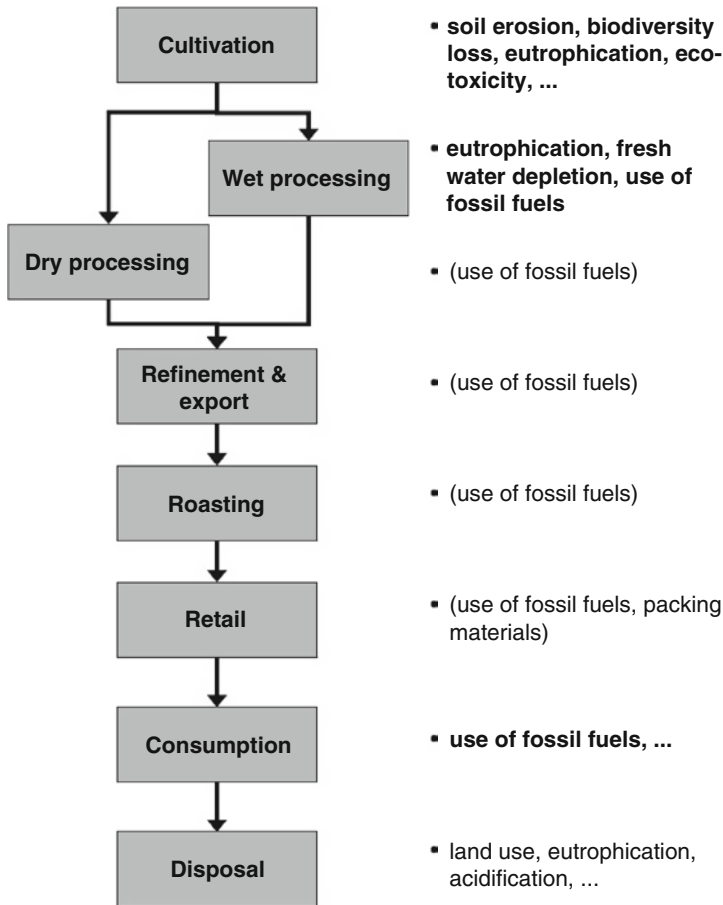 Cultivation
▪ soil erosion, biodiversity
loss, eutrophication, eco-
toxicity, ...
Wet processing
▪ eutrophication, fresh
water depletion, use of
fossil fuels
Dry processing
▪ (use of fossil fuels)
Refinement &
export
▪ (use of fossil fuels)
Roasting
▪ (use of fossil fuels)
Retail
▪ (use of fossil fuels, packing
materials)
Consumption
▪ use of fossil fuels, ...
Disposal
▪ land use, eutrophication,
acidification, ...